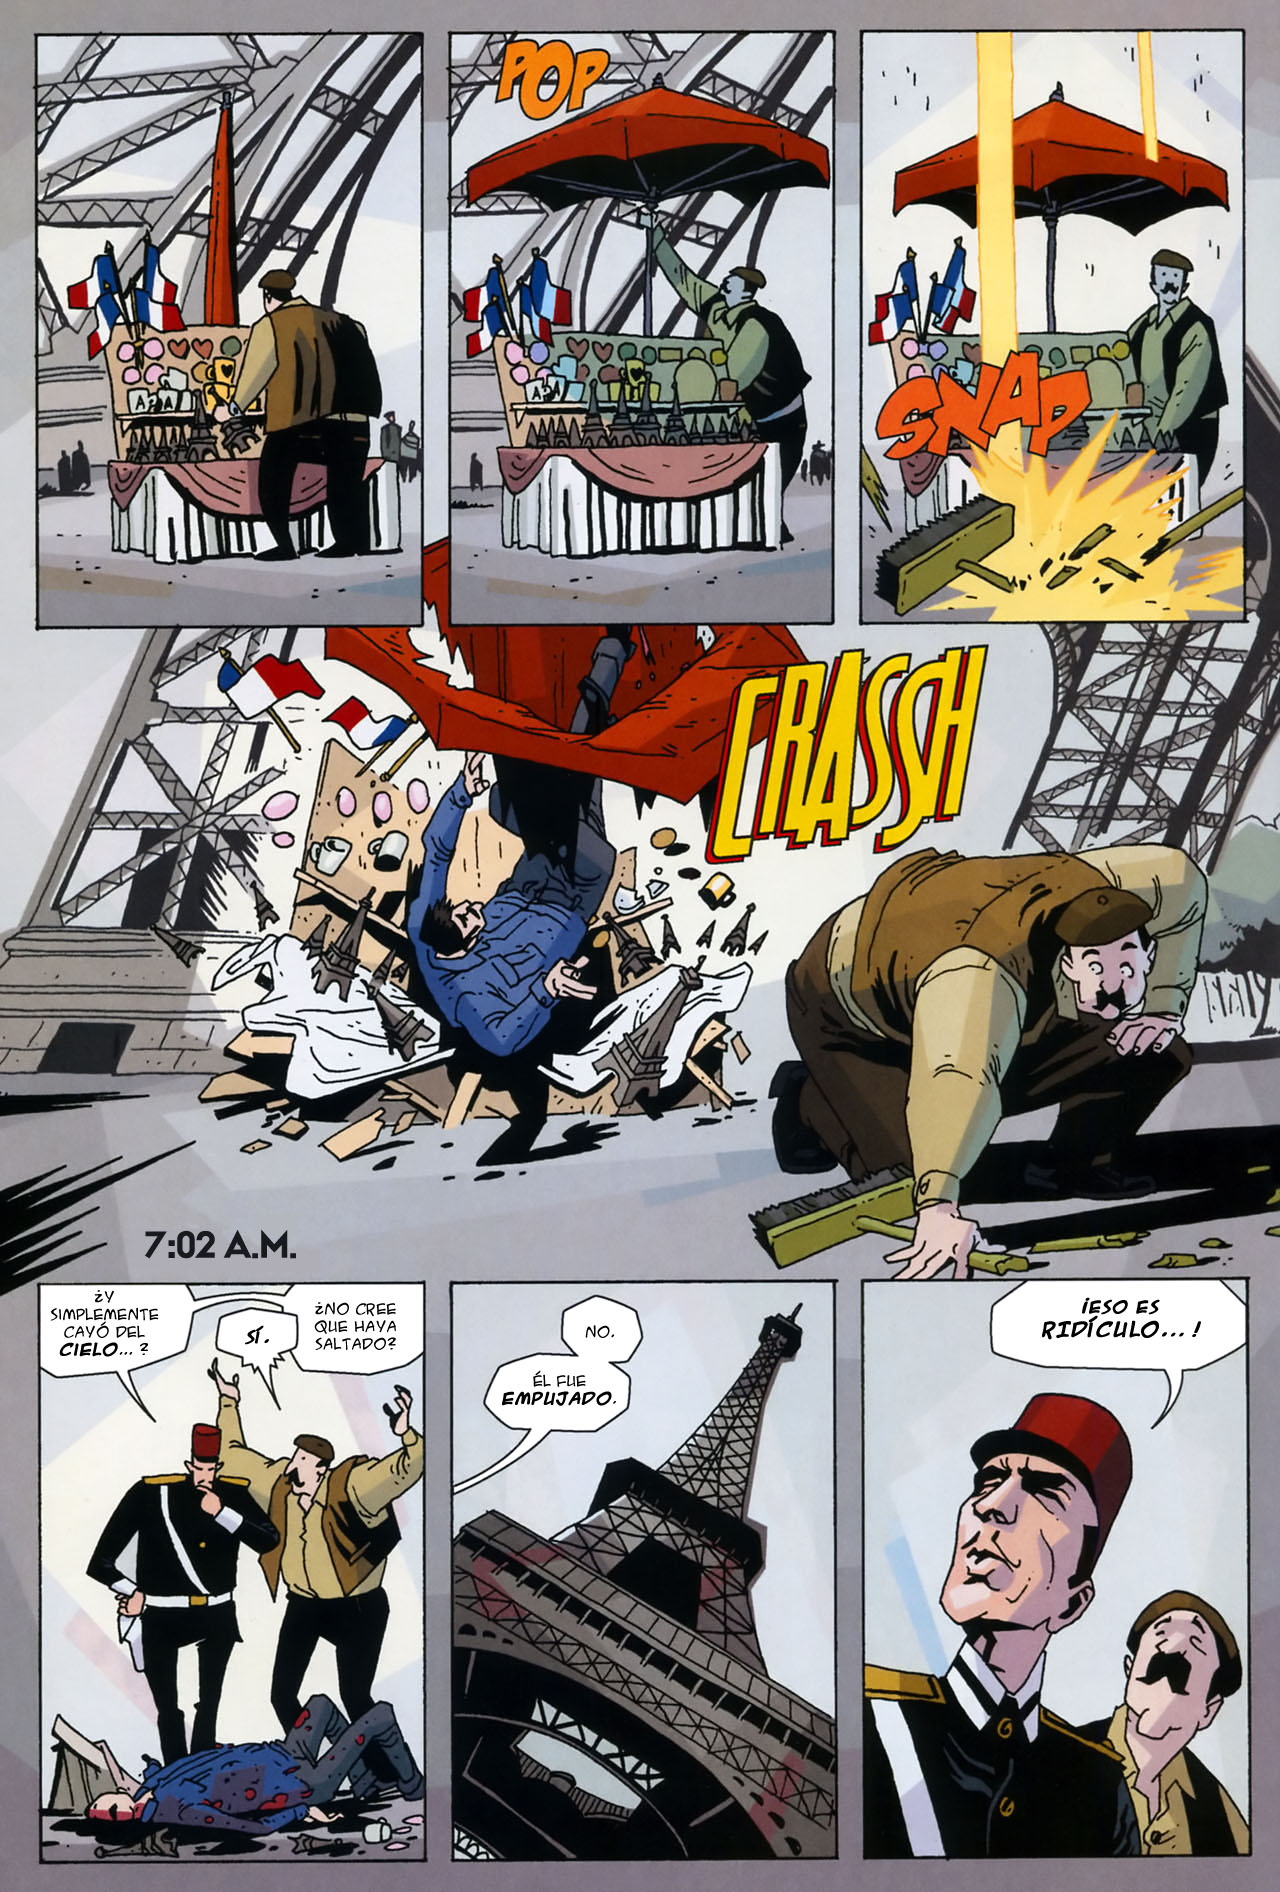 POP
SNAP
CRASSH
7:02 A.M.
¿Y
SIMPLEMENTE
CAYÓ DEL
CIELO... ?
SÍ.
¿NO CREE
QUE HAYA
SALTADO?
NO.
ÉL FUE
EMPUJADO.
¡ESO ES
RIDÍCULO... !